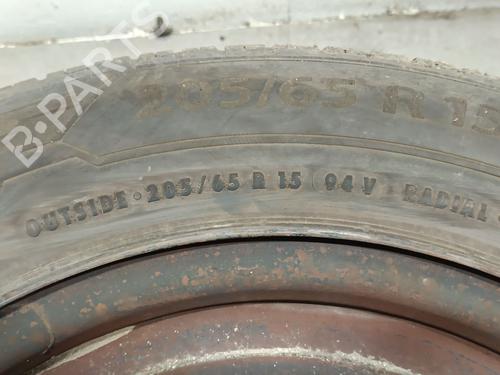 B-PARTS
205/65 R 15
OUTSIDE · 205/65 R 15 94 V RADIAL